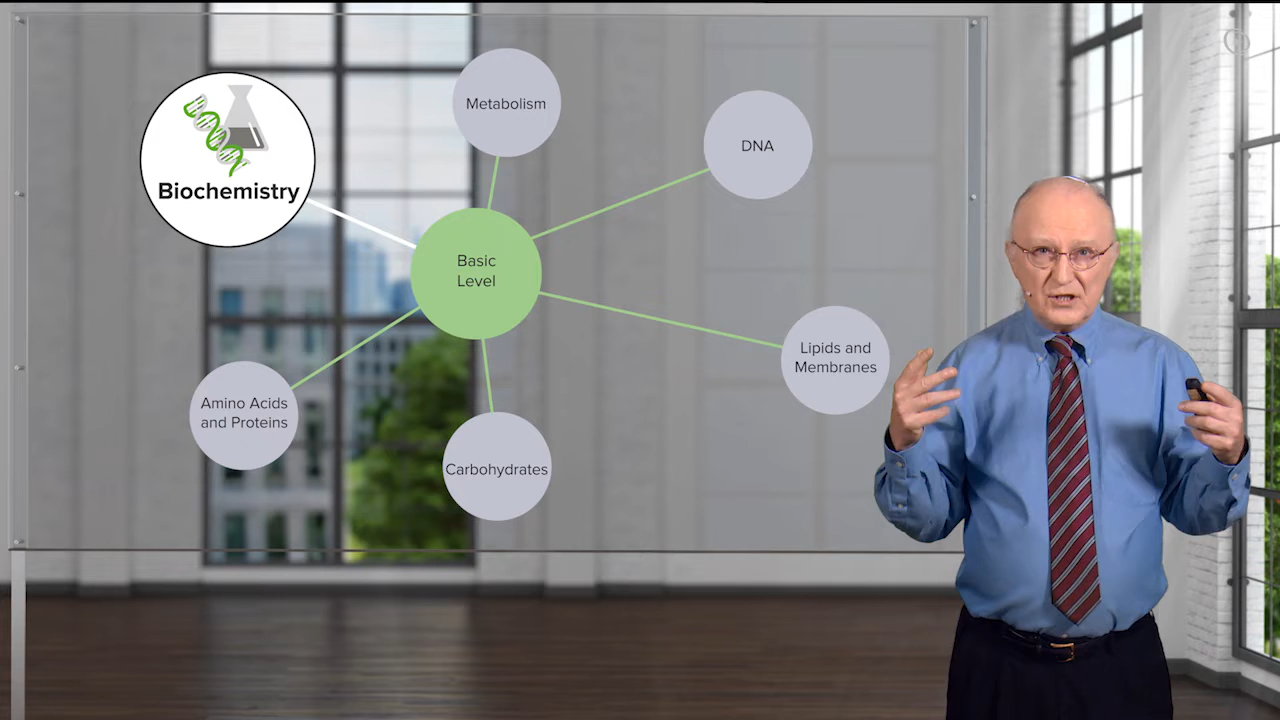 Biochemistry
Metabolism
DNA
Basic
Level
Lipids and
Membranes
Amino Acids
and Proteins
Carbohydrates